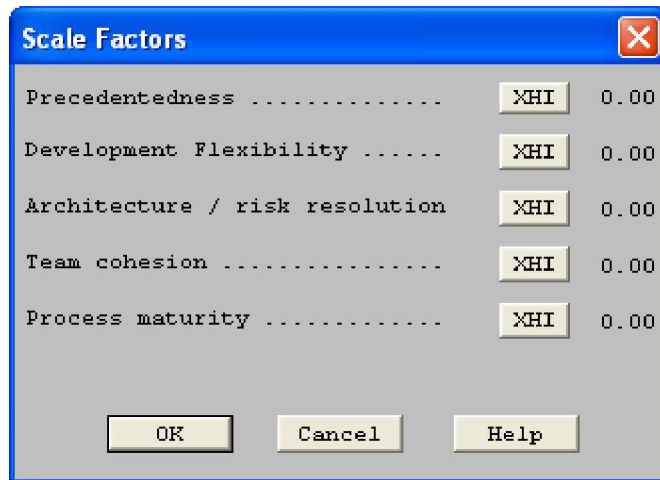 Scale Factors
Precedentedness .............. XHI 0.00
Development Flexibility ...... XHI 0.00
Architecture / risk resolution XHI 0.00
Team cohesion ................ XHI 0.00
Process maturity ............. XHI 0.00
OK Cancel Help